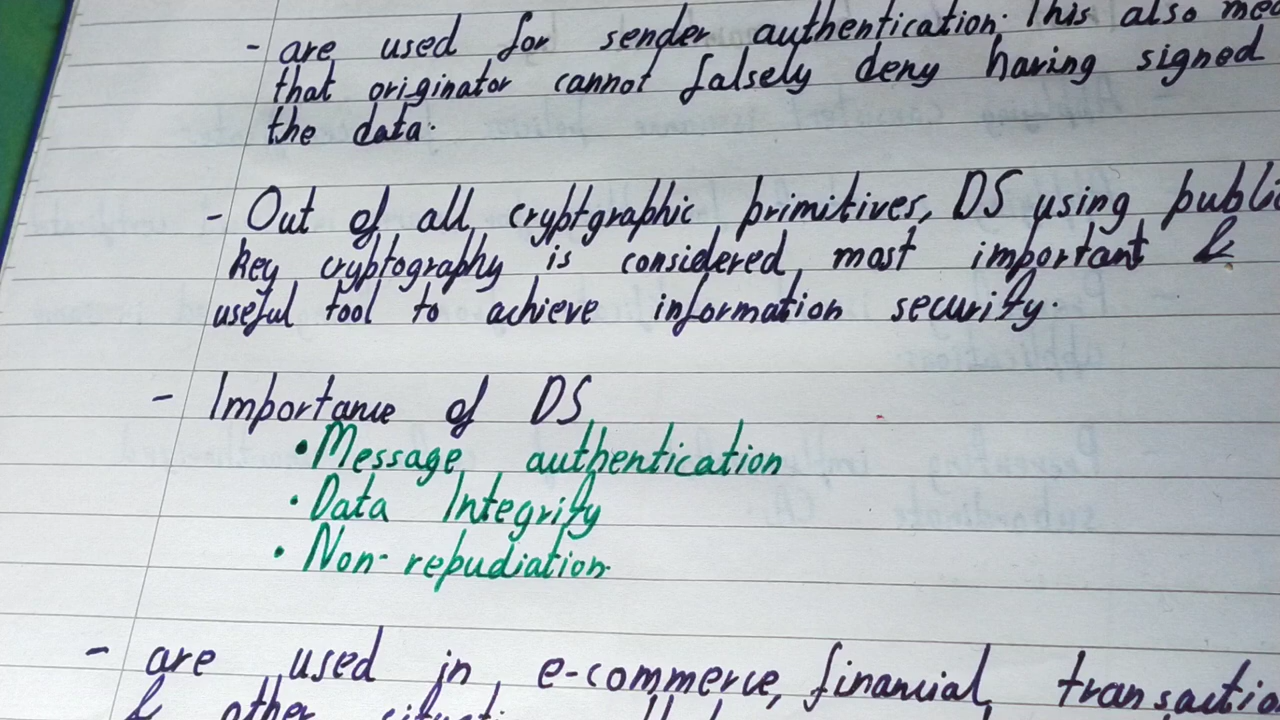 - are used for sender authentication. This also
that originator cannot falsely deny having signed
the data.
- Out of all cryptgraphic primitives, DS using
key cryptography is considered most important &
useful tool to achieve information security.
- Importance of DS
• Message authentication
• Data Integrity
• Non-repudiation.
- are used in e-commerce, financial
& other